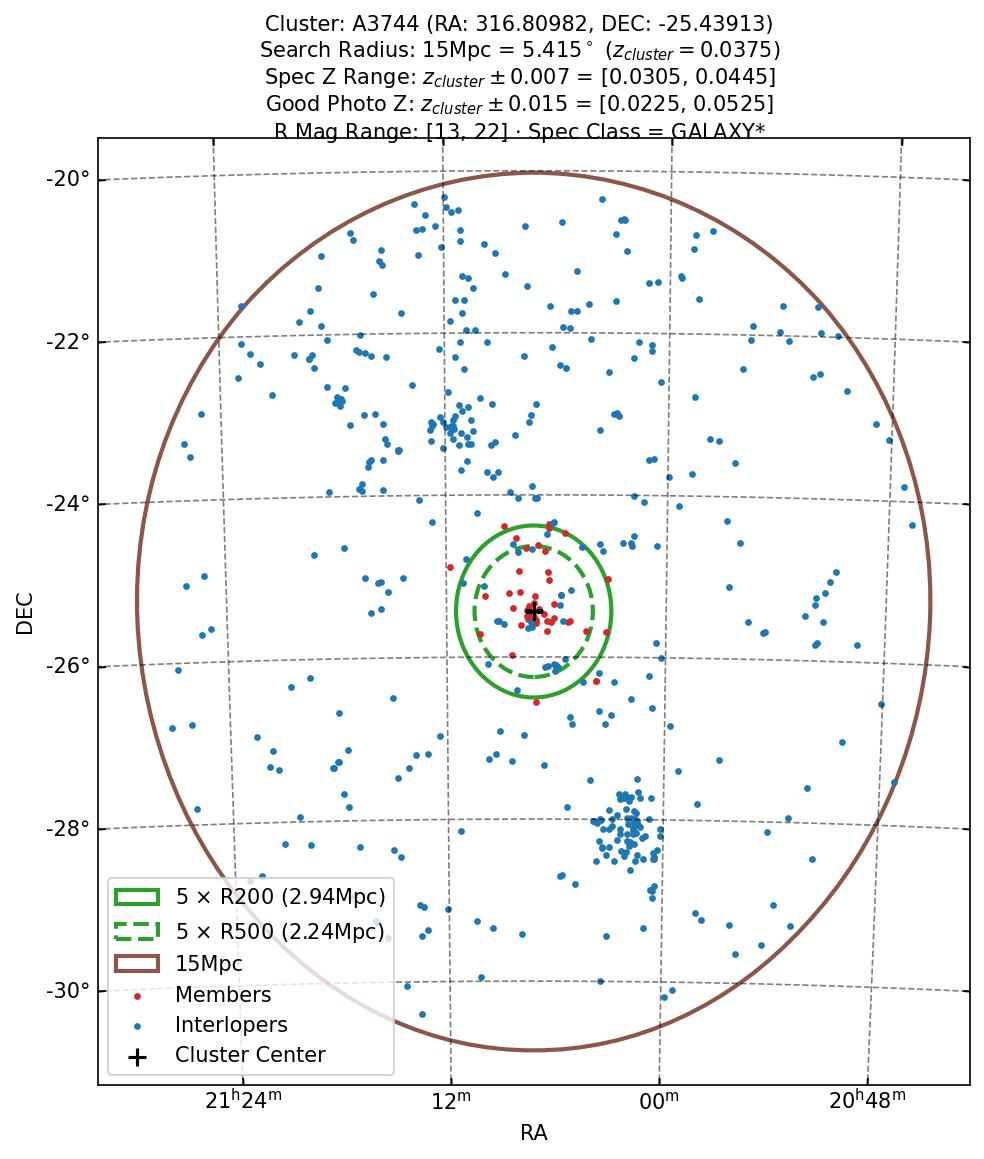 Cluster: A3744 (RA: 316.80982, DEC: -25.43913)
Search Radius: 15Mpc = 5.415° (z_cluster = 0.0375)
Spec Z Range: z_cluster ± 0.007 = [0.0305, 0.0445]
Good Photo Z: z_cluster ± 0.015 = [0.0225, 0.0525]
R Mag Range: [13, 22] · Spec Class = GALAXY*
-20°
-22°
-24°
-26°
-28°
-30°
DEC
5 × R200 (2.94Mpc)
5 × R500 (2.24Mpc)
15Mpc
Members
Interlopers
Cluster Center
21ʰ24ᵐ
12ᵐ
00ᵐ
20ʰ48ᵐ
RA